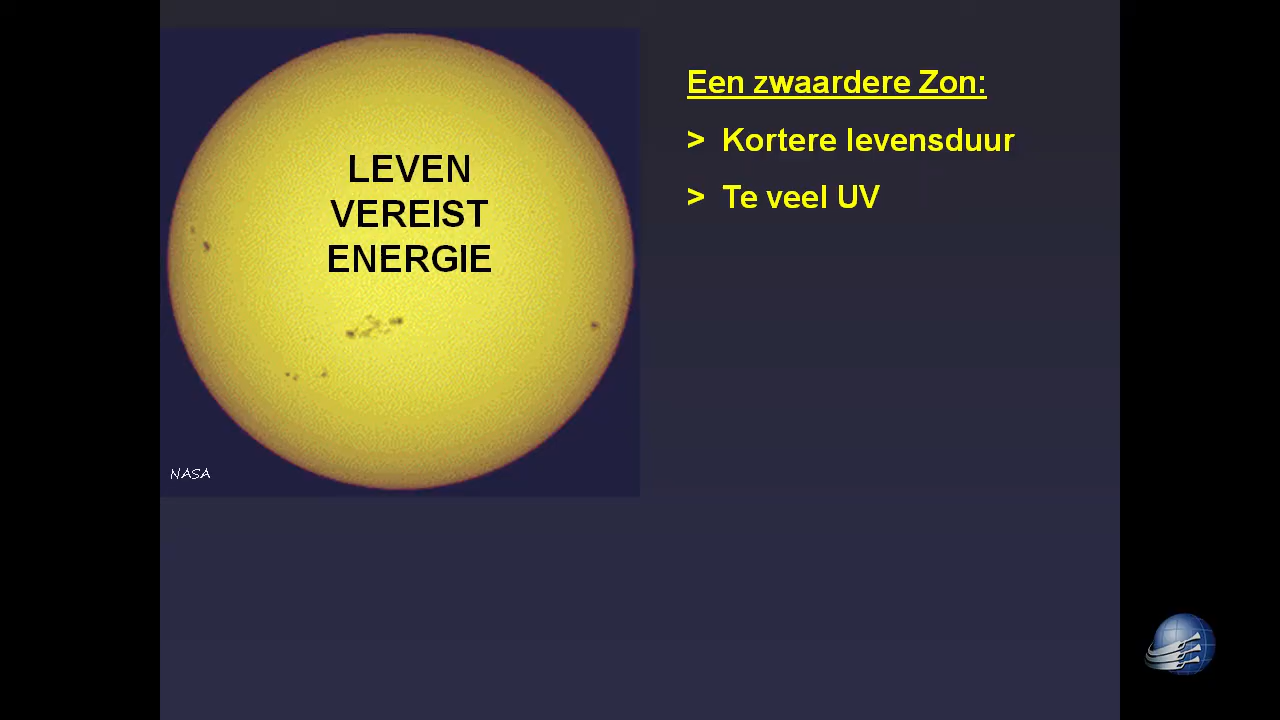 LEVEN
VEREIST
ENERGIE
NASA
Een zwaardere Zon:
> Kortere levensduur
> Te veel UV